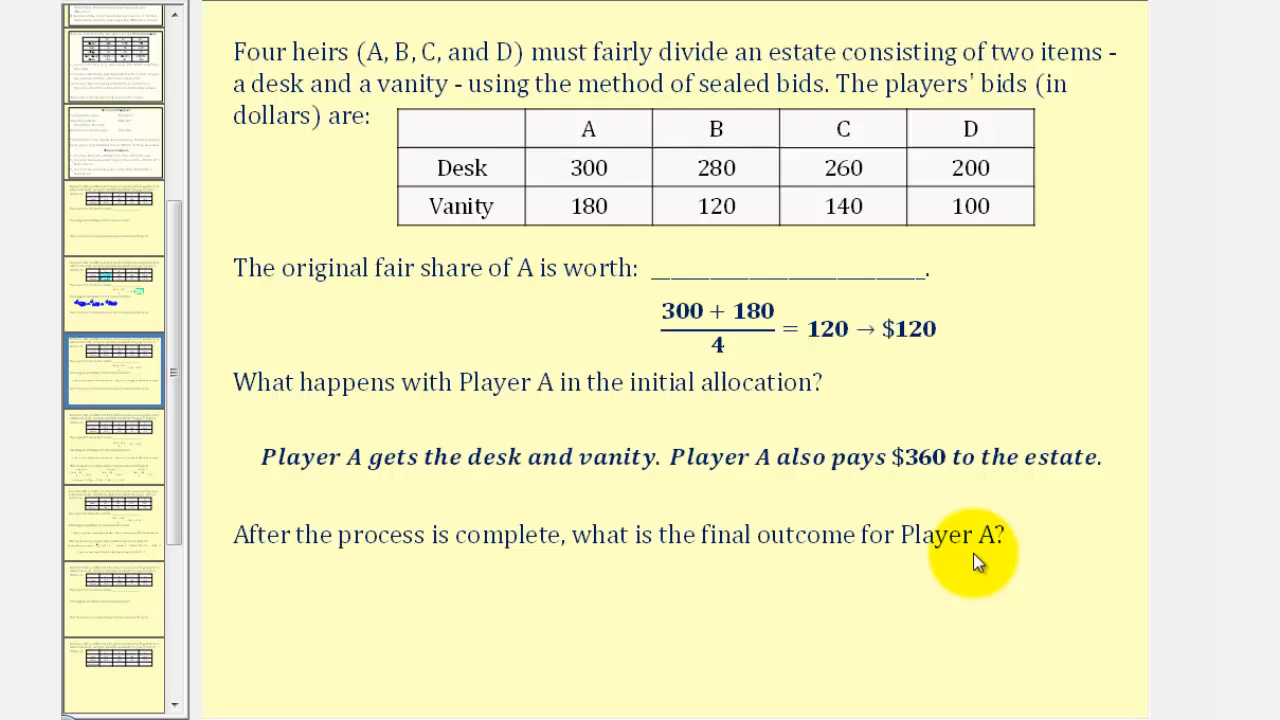 Four heirs (A, B, C, and D) must fairly divide an estate consisting of two items -
a desk and a vanity - using the method of sealed bids. The players' bids (in
dollars) are:
A B C D
Desk 300 280 260 200
Vanity 180 120 140 100
The original fair share of A is worth: ________________________.
300 + 180
4
= 120 → $120
What happens with Player A in the initial allocation?
Player A gets the desk and vanity. Player A also pays $360 to the estate.
After the process is complete, what is the final outcome for Player A?